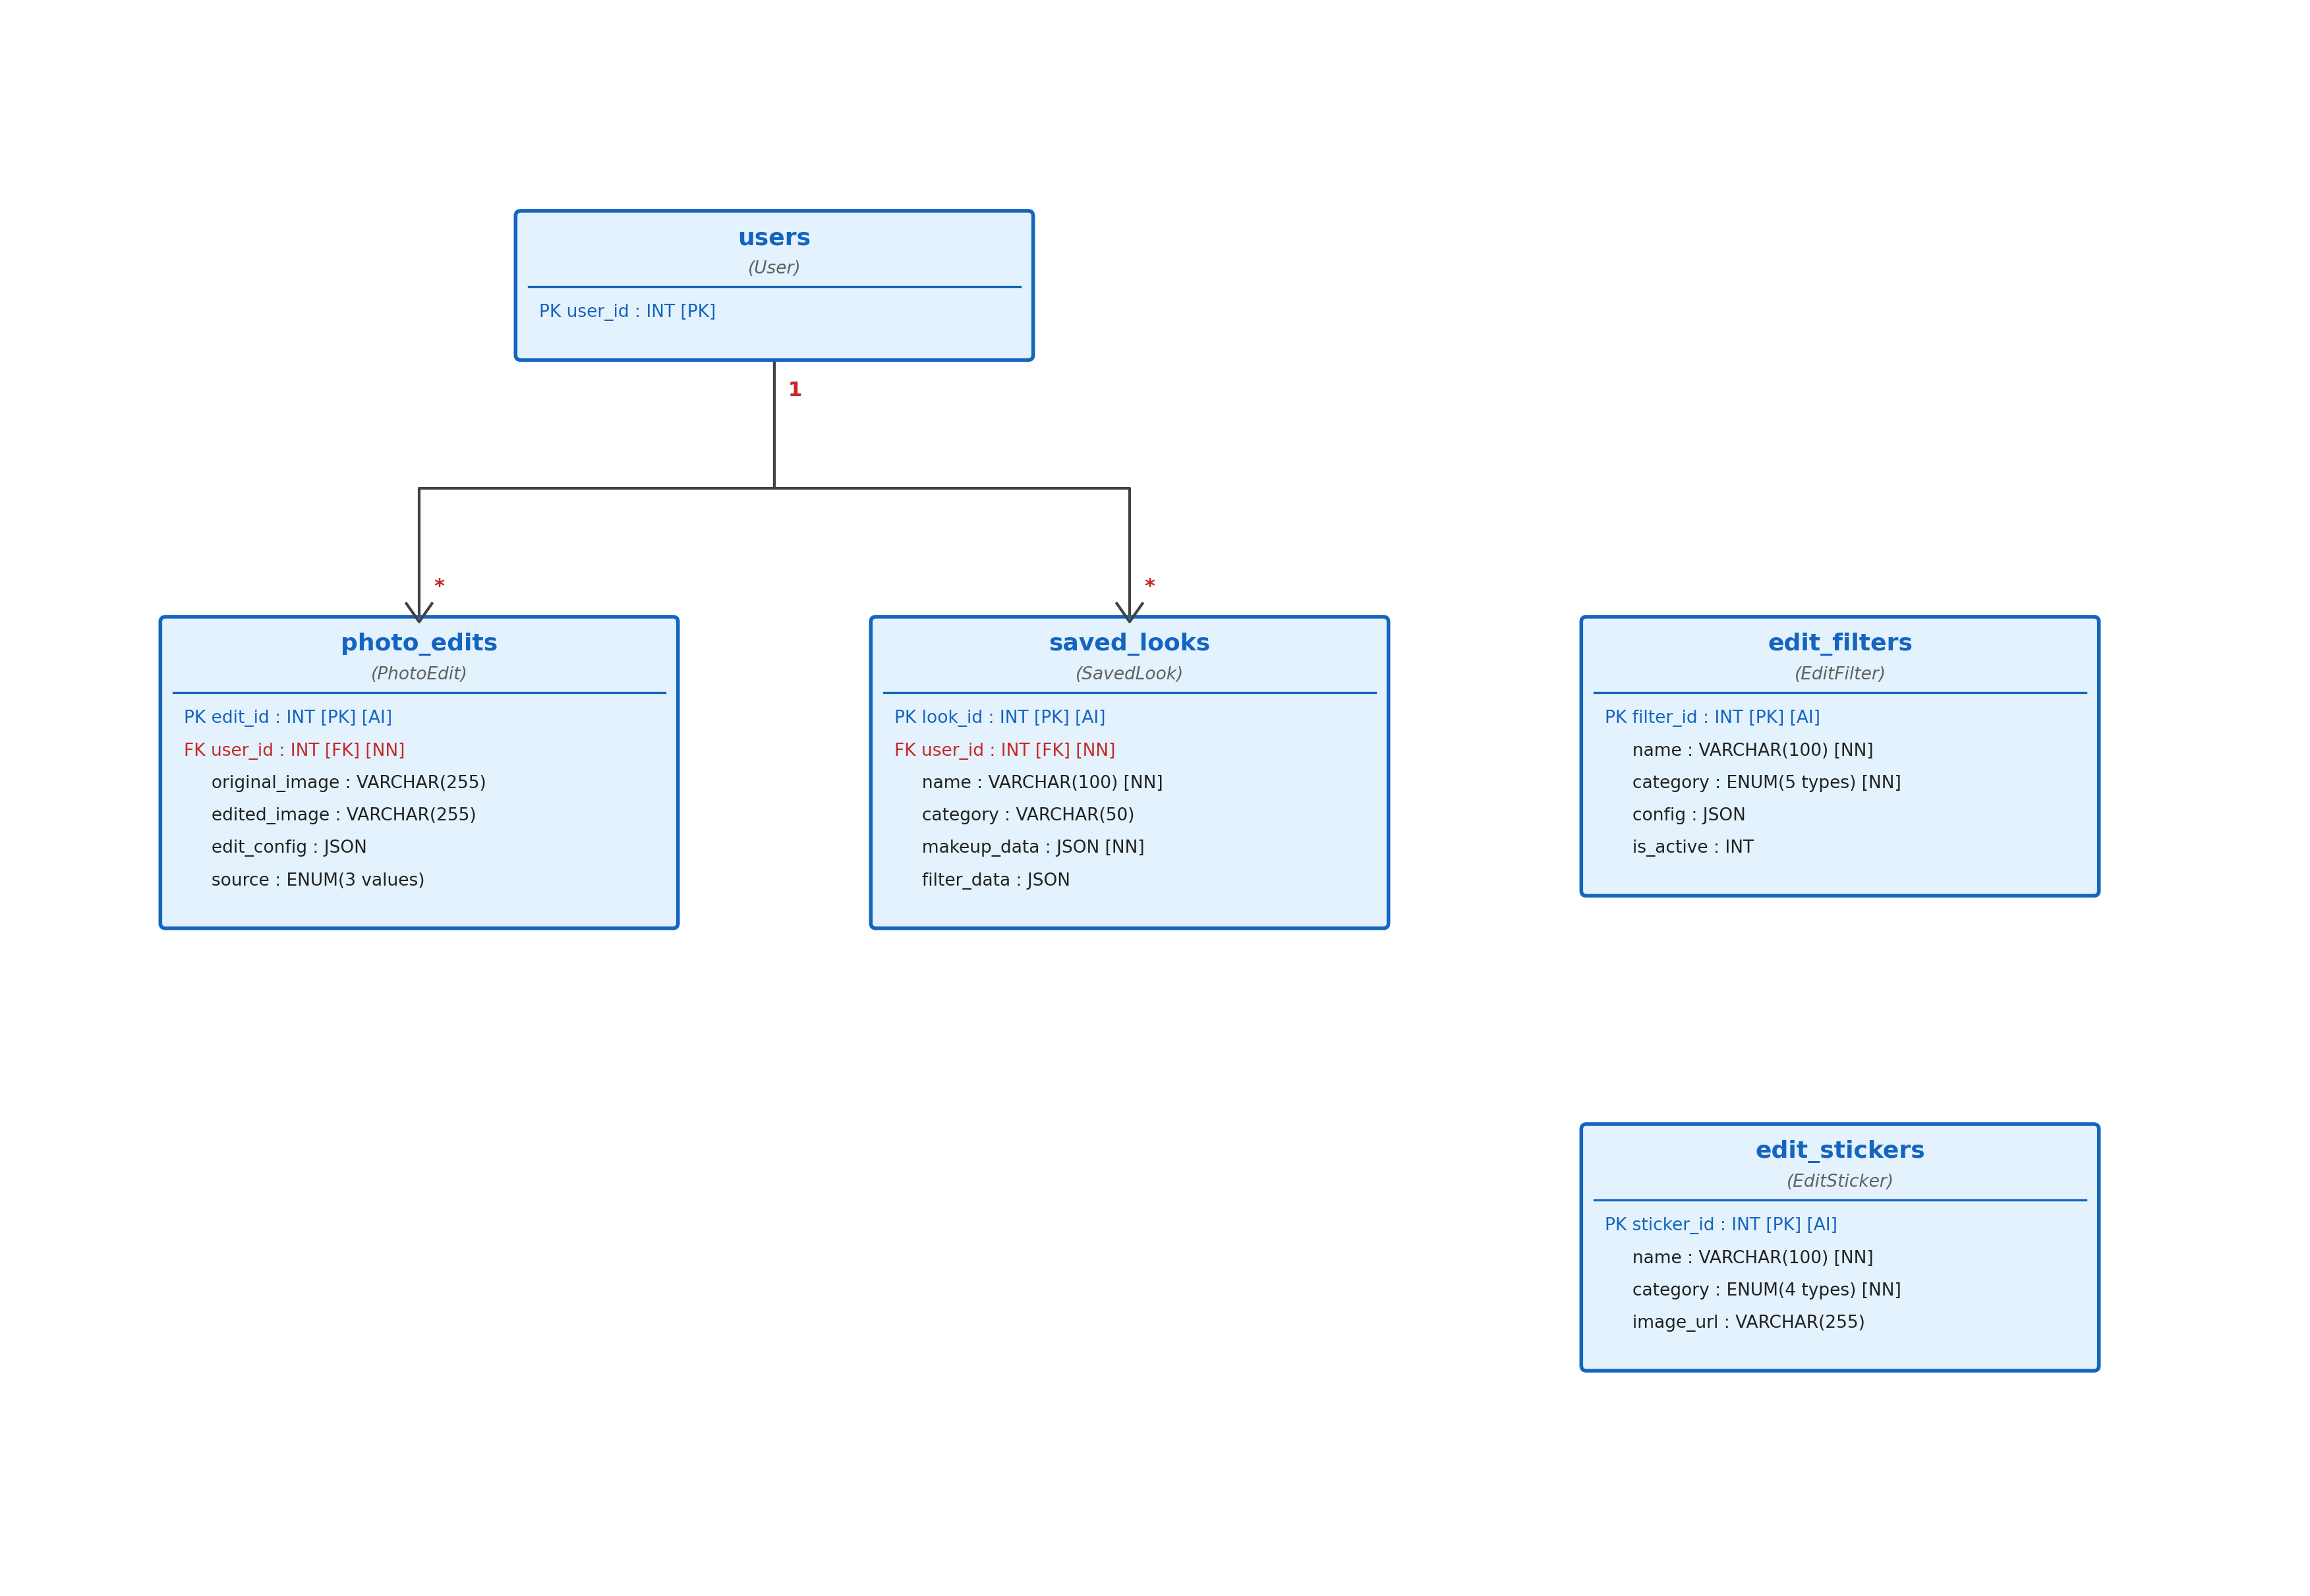 users
(User)
PK user_id : INT [PK]
1
*
*
photo_edits
(PhotoEdit)
PK edit_id : INT [PK] [AI]
FK user_id : INT [FK] [NN]
original_image : VARCHAR(255)
edited_image : VARCHAR(255)
edit_config : JSON
source : ENUM(3 values)
saved_looks
(SavedLook)
PK look_id : INT [PK] [AI]
FK user_id : INT [FK] [NN]
name : VARCHAR(100) [NN]
category : VARCHAR(50)
makeup_data : JSON [NN]
filter_data : JSON
edit_filters
(EditFilter)
PK filter_id : INT [PK] [AI]
name : VARCHAR(100) [NN]
category : ENUM(5 types) [NN]
config : JSON
is_active : INT
edit_stickers
(EditSticker)
PK sticker_id : INT [PK] [AI]
name : VARCHAR(100) [NN]
category : ENUM(4 types) [NN]
image_url : VARCHAR(255)